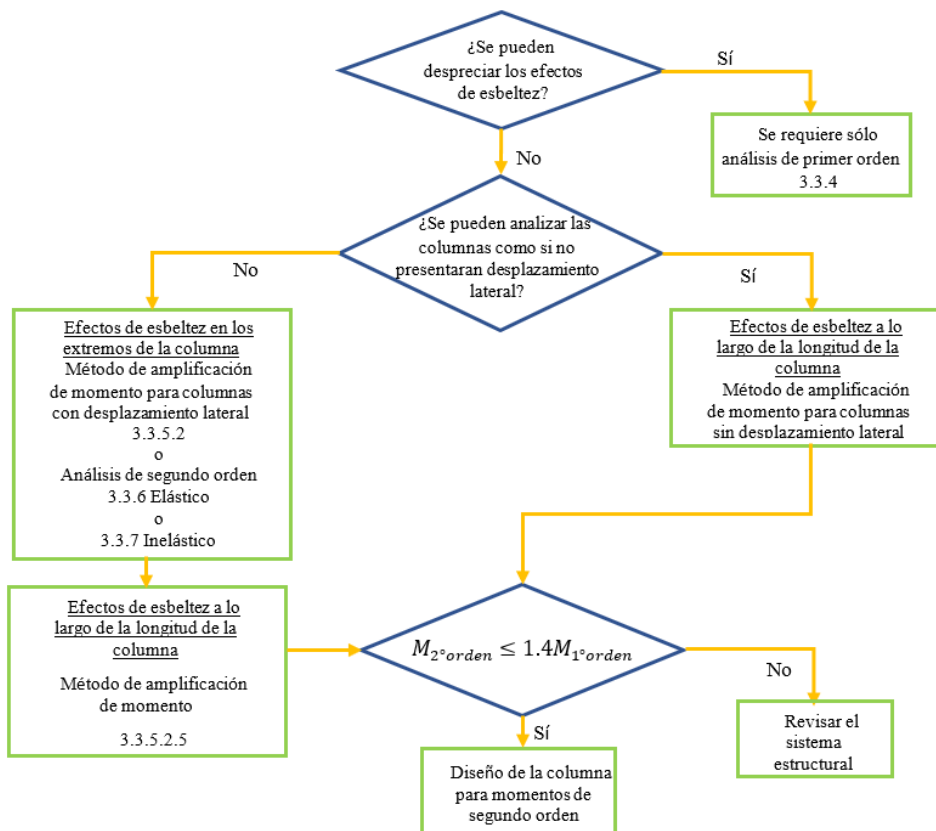 ¿Se pueden
despreciar los efectos
de esbeltez?
Sí
Se requiere sólo
análisis de primer orden
3.3.4
No
¿Se pueden analizar las
columnas como si no
presentaran desplazamiento
lateral?
No
Sí
Efectos de esbeltez en los
extremos de la columna
Método de amplificación
de momento para columnas
con desplazamiento lateral
3.3.5.2
o
Análisis de segundo orden
3.3.6 Elástico
o
3.3.7 Inelástico
Efectos de esbeltez a lo
largo de la longitud de la
columna
Método de amplificación
de momento para columnas
sin desplazamiento lateral
Efectos de esbeltez a lo
largo de la longitud de la
columna
Método de amplificación
de momento
3.3.5.2.5
M2°orden ≤ 1.4M1°orden
No
Revisar el
sistema
estructural
Sí
Diseño de la columna
para momentos de
segundo orden